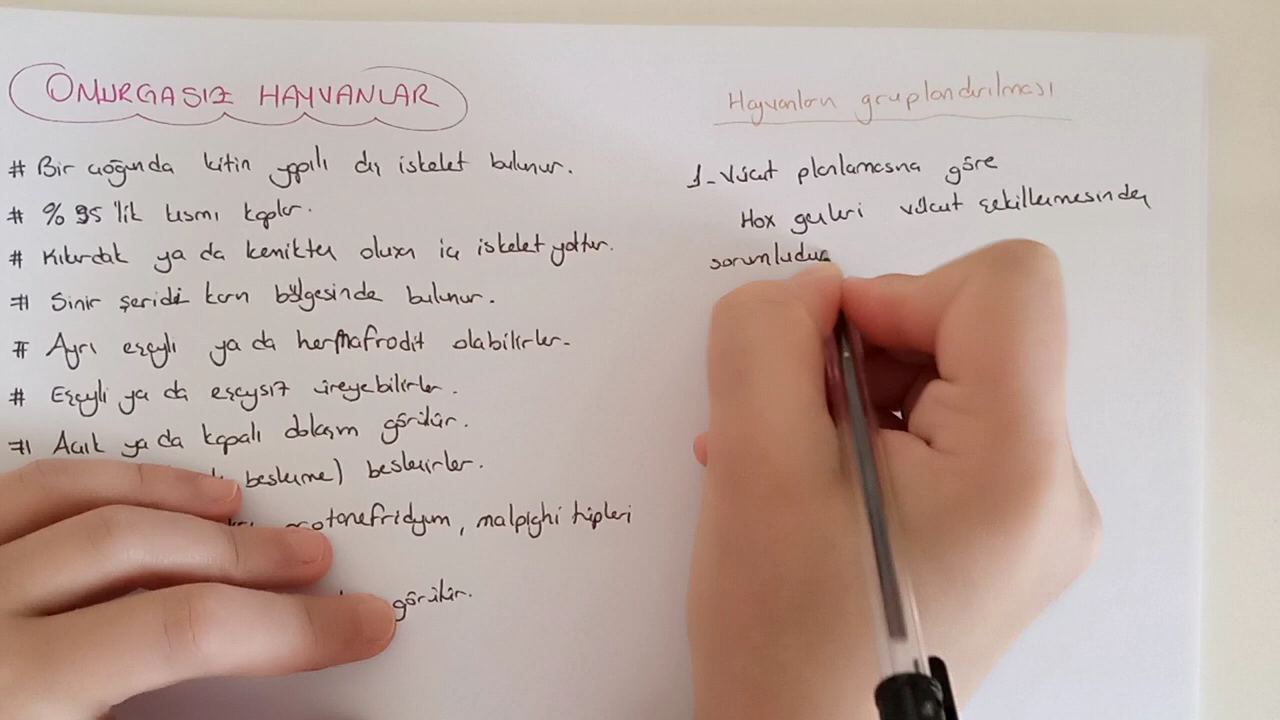 OMURGASIZ HAYVANLAR
# Bir çoğunda kitin yapılı dış iskelet bulunur.
# % 95'lik kısmı kaplar.
# Kıkırdak ya da kemikten oluşan iç iskelet yoktur.
# Sinir şeridi karın bölgesinde bulunur.
# Ayrı eşeyli ya da hermafrodit olabilirler.
# Eşeyli ya da eşeysiz üreyebilirler.
# Açık ya da kapalı dolaşım görülür.
beslenme) beslenirler.
protonefridyum, malpighi tüpleri
görülür.
Hayvanların gruplandırılması
1-Vücut planlamasına göre
Hox genleri vücut şekillenmesinden
sorumludur